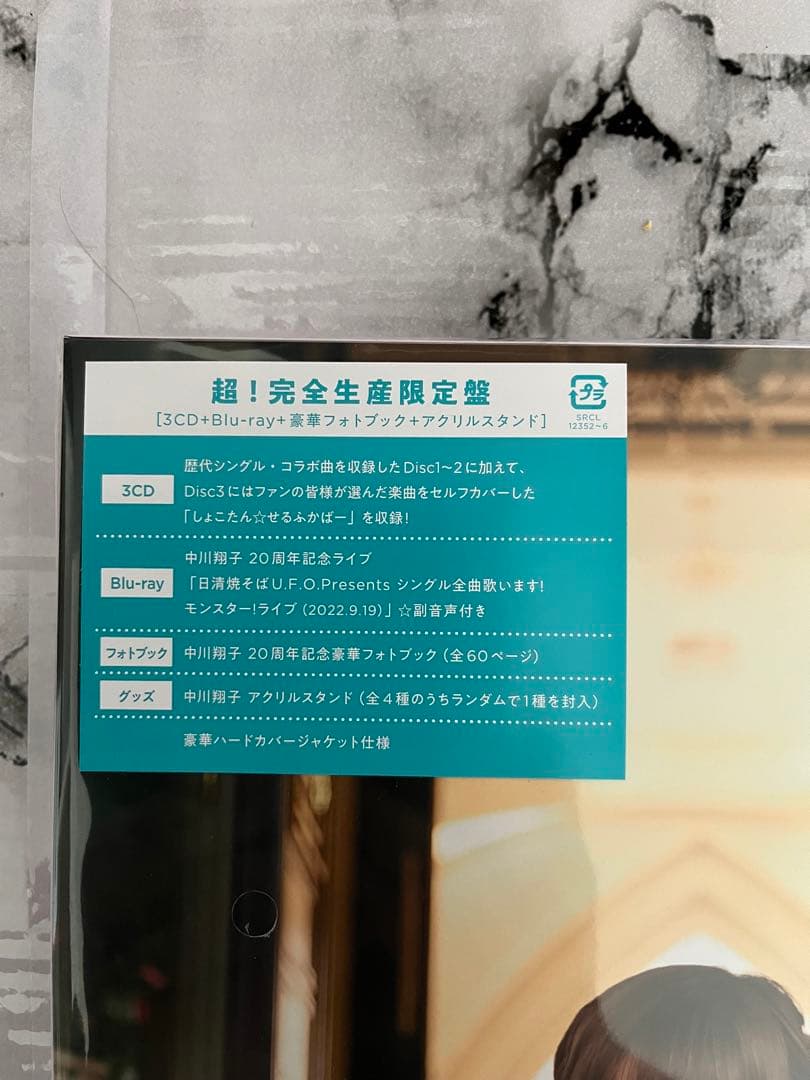 超！完全生産限定盤
[3CD+Blu-ray+豪華フォトブック+アクリルスタンド]
プラ
SRCL
12352~6
3CD
歴代シングル・コラボ曲を収録したDisc1~2に加えて、
Disc3にはファンの皆様が選んだ楽曲をセルフカバーした
「しょこたん☆せるふかばー」を収録！
Blu-ray
中川翔子 20周年記念ライブ
「日清焼そばU.F.O.Presents シングル全曲歌います！
モンスター！ライブ（2022.9.19）」☆副音声付き
フォトブック
中川翔子 20周年記念豪華フォトブック（全60ページ）
グッズ
中川翔子 アクリルスタンド（全4種のうちランダムで1種を封入）
豪華ハードカバージャケット仕様